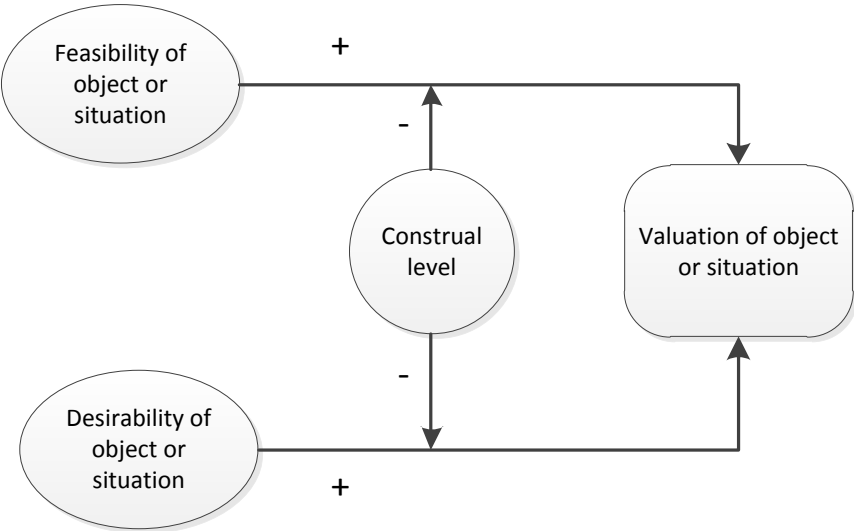 Feasibility of
object or
situation
+
-
Construal
level
Valuation of object
or situation
-
Desirability of
object or
situation
+